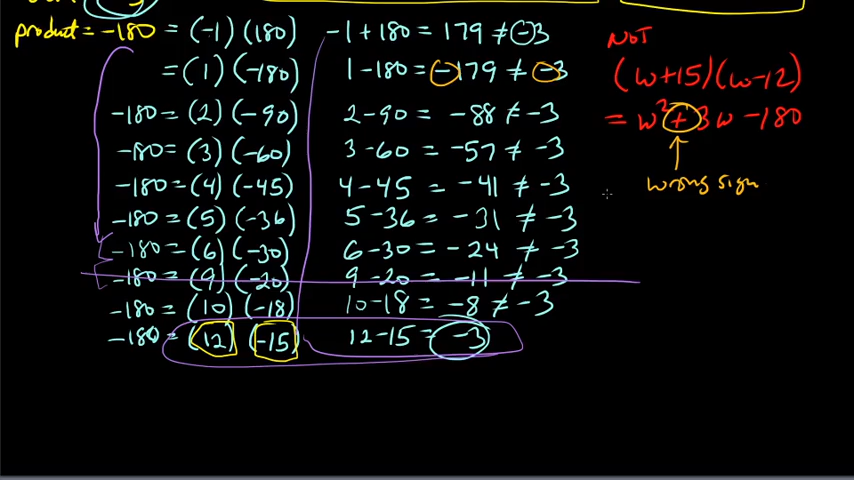 product = -180 = (-1) (180) -1 + 180 = 179 ≠ -3
= (1) (-180) 1 - 180 = -179 ≠ -3
-180 = (2) (-90) 2 - 90 = -88 ≠ -3
-180 = (3) (-60) 3 - 60 = -57 ≠ -3
-180 = (4) (-45) 4 - 45 = -41 ≠ -3
-180 = (5) (-36) 5 - 36 = -31 ≠ -3
-180 = (6) (-30) 6 - 30 = -24 ≠ -3
-180 = (9) (-20) 9 - 20 = -11 ≠ -3
-180 = (10) (-18) 10 - 18 = -8 ≠ -3
-180 = (12) (-15) 12 - 15 = -3
NOT
(w+15)(w-12)
= w² + 3w - 180
wrong sign